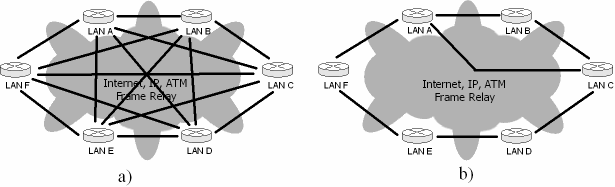 LAN A
LAN B
LAN F
LAN C
Internet, IP, ATM
Frame Relay
LAN E
LAN D
a)
LAN A
LAN B
LAN F
LAN C
Internet, IP, ATM
Frame Relay
LAN E
LAN D
b)